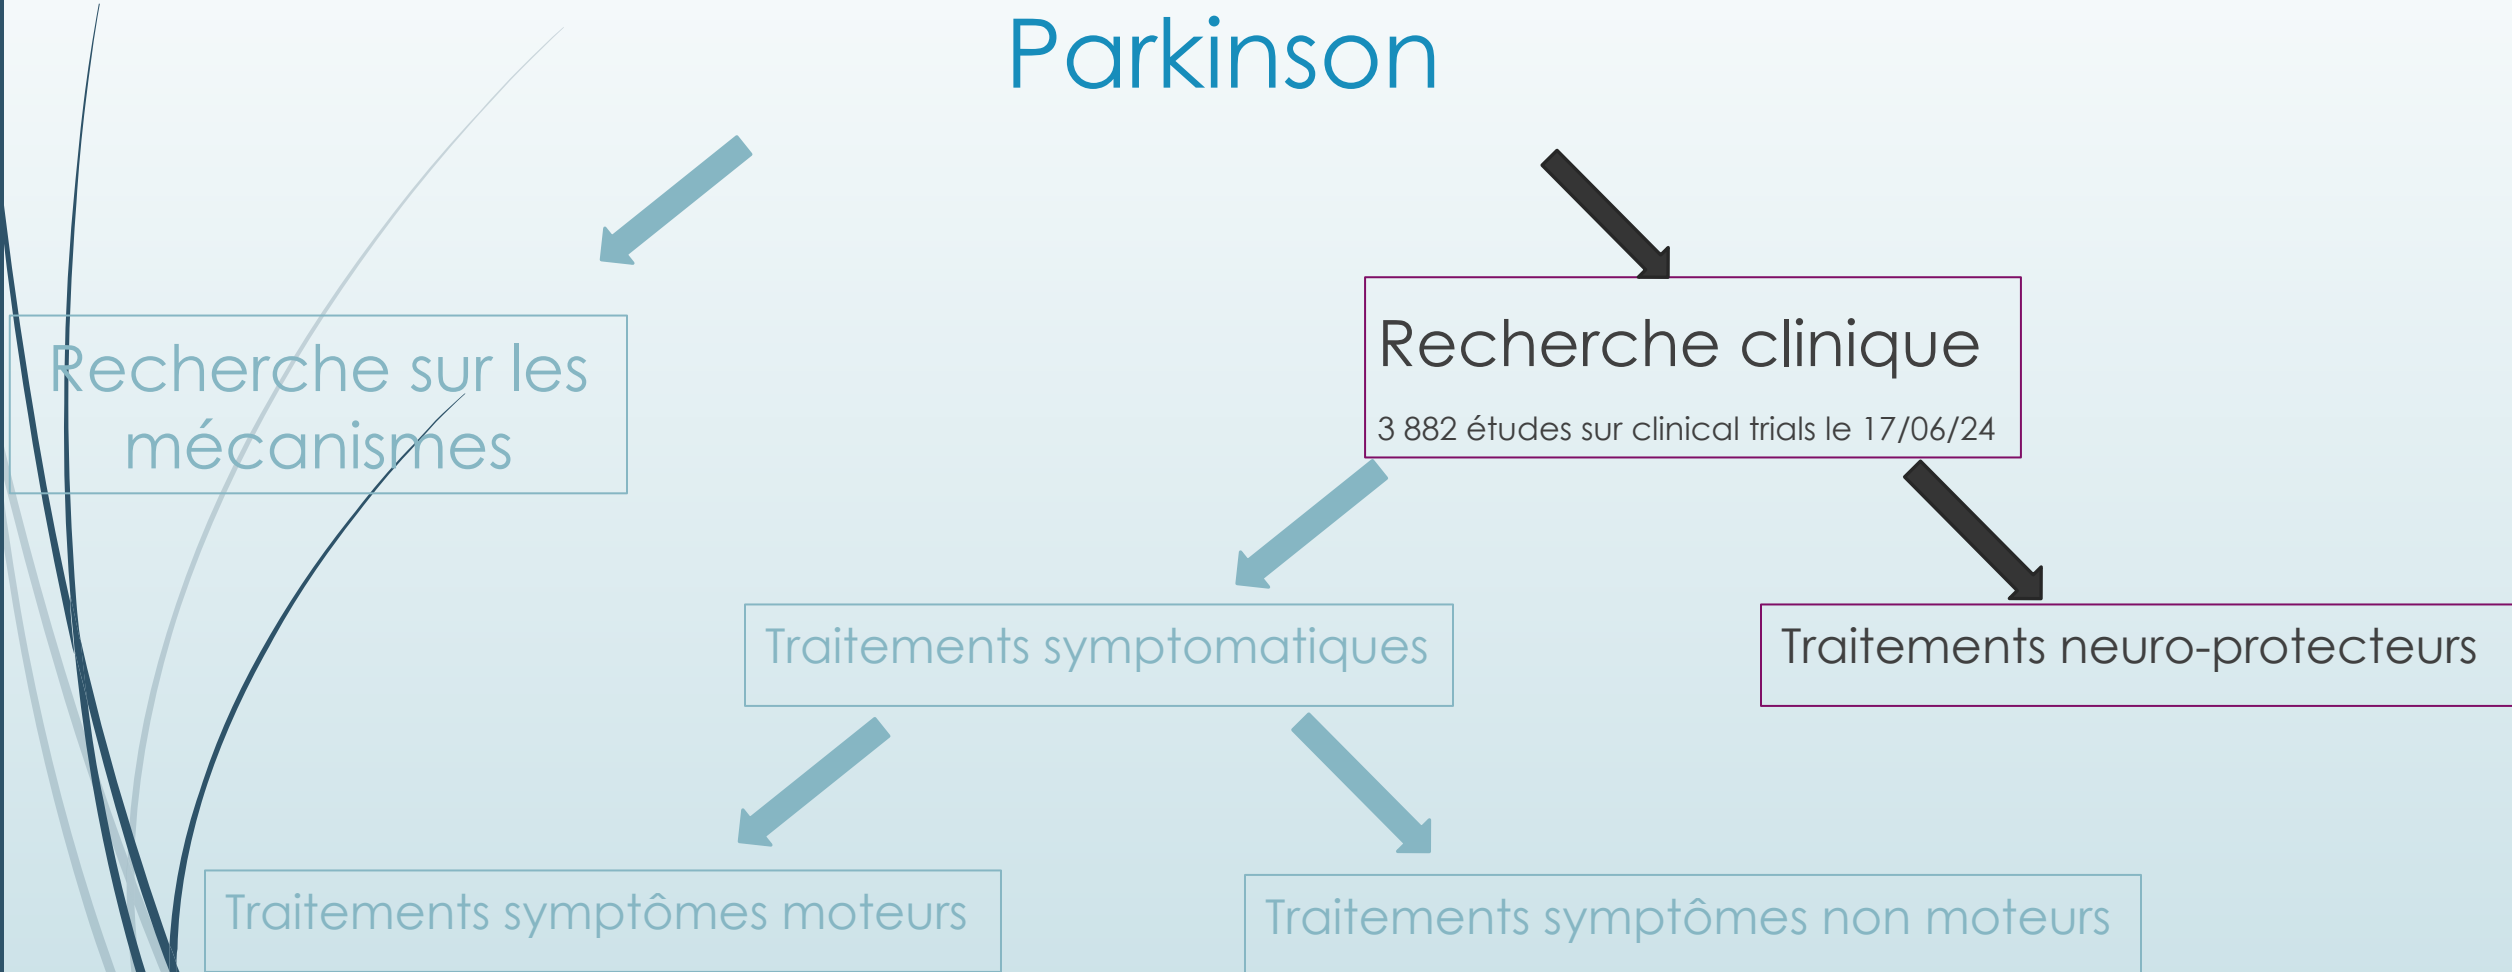 Parkinson
Recherche sur les
mécanismes
Recherche clinique
3 882 études sur clinical trials le 17/06/24
Traitements symptomatiques
Traitements neuro-protecteurs
Traitements symptômes moteurs
Traitements symptômes non moteurs